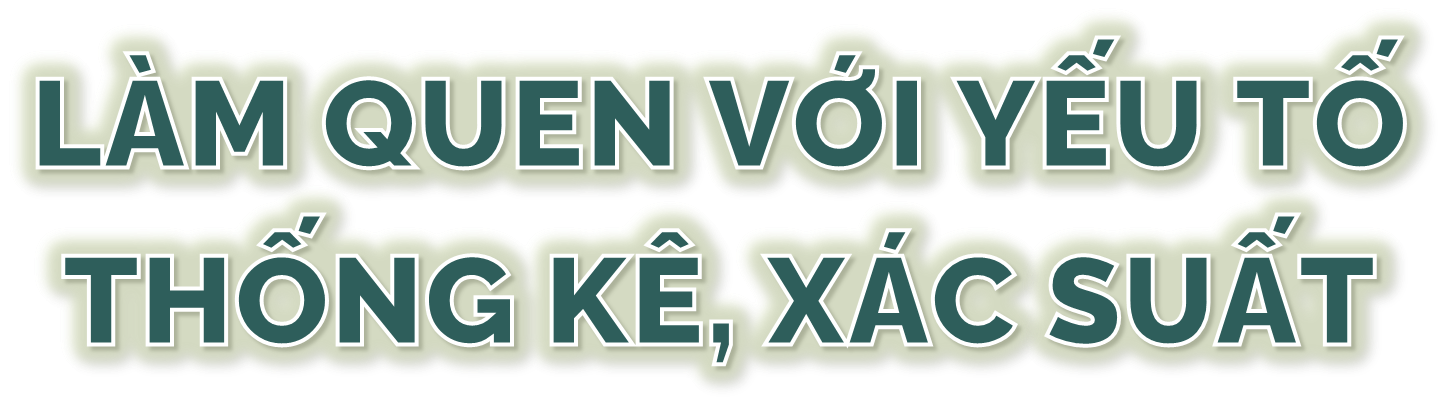 LÀM QUEN VỚI YẾU TỐ
THỐNG KÊ, XÁC SUẤT